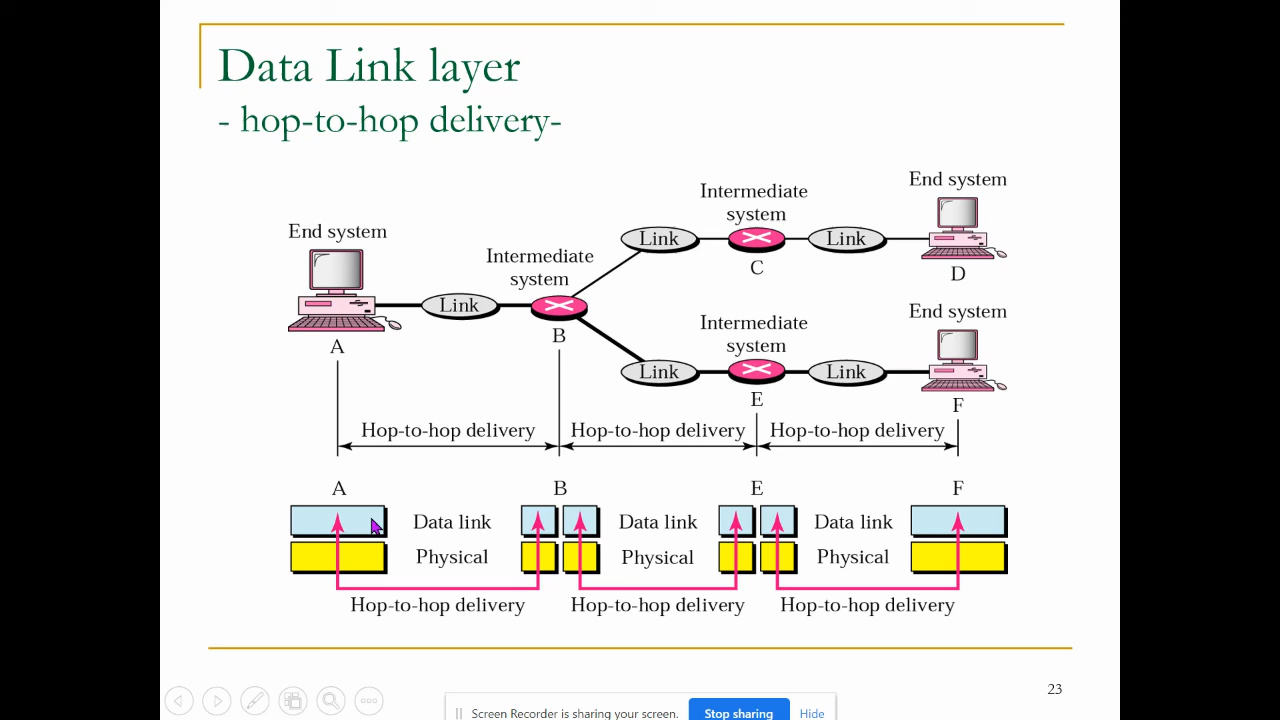 Data Link layer
- hop-to-hop delivery-
End system
Intermediate
system
End system
Link
Link
C
D
Intermediate
system
End system
Link
A
B
Intermediate
system
End system
Link
Link
E
F
Hop-to-hop delivery
Hop-to-hop delivery
Hop-to-hop delivery
A
B
E
F
Data link
Data link
Data link
Physical
Physical
Physical
Hop-to-hop delivery
Hop-to-hop delivery
Hop-to-hop delivery
23
Screen Recorder is sharing your screen.
Stop sharing
Hide